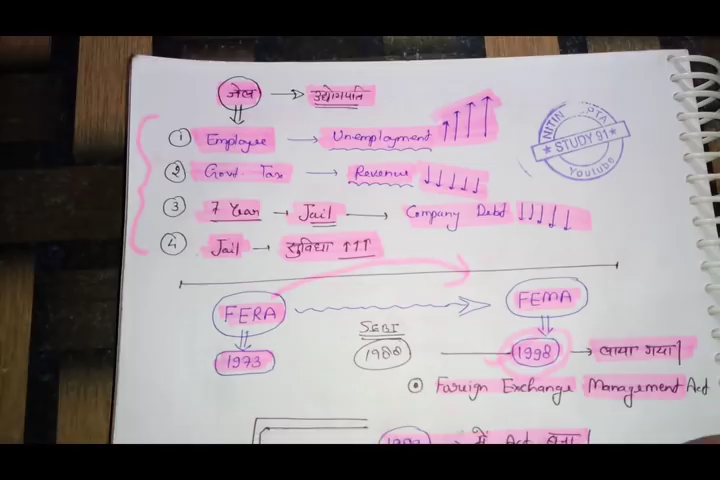 जेल → उद्योगपति
① Employee → Unemployment ↑↑↑↑
② Govt Tax → Revenue ↓↓↓↓↓
③ 7 Year → Jail → Company Debt ↓↓↓↓↓
④ Jail → सुविधा ↑↑↑
NITIN PTA
STUDY 91
Youtube
FERA → FEMA
SEBI
1973 1988 1998 → लाया गया|
Foreign Exchange Management Act
में Act बना|